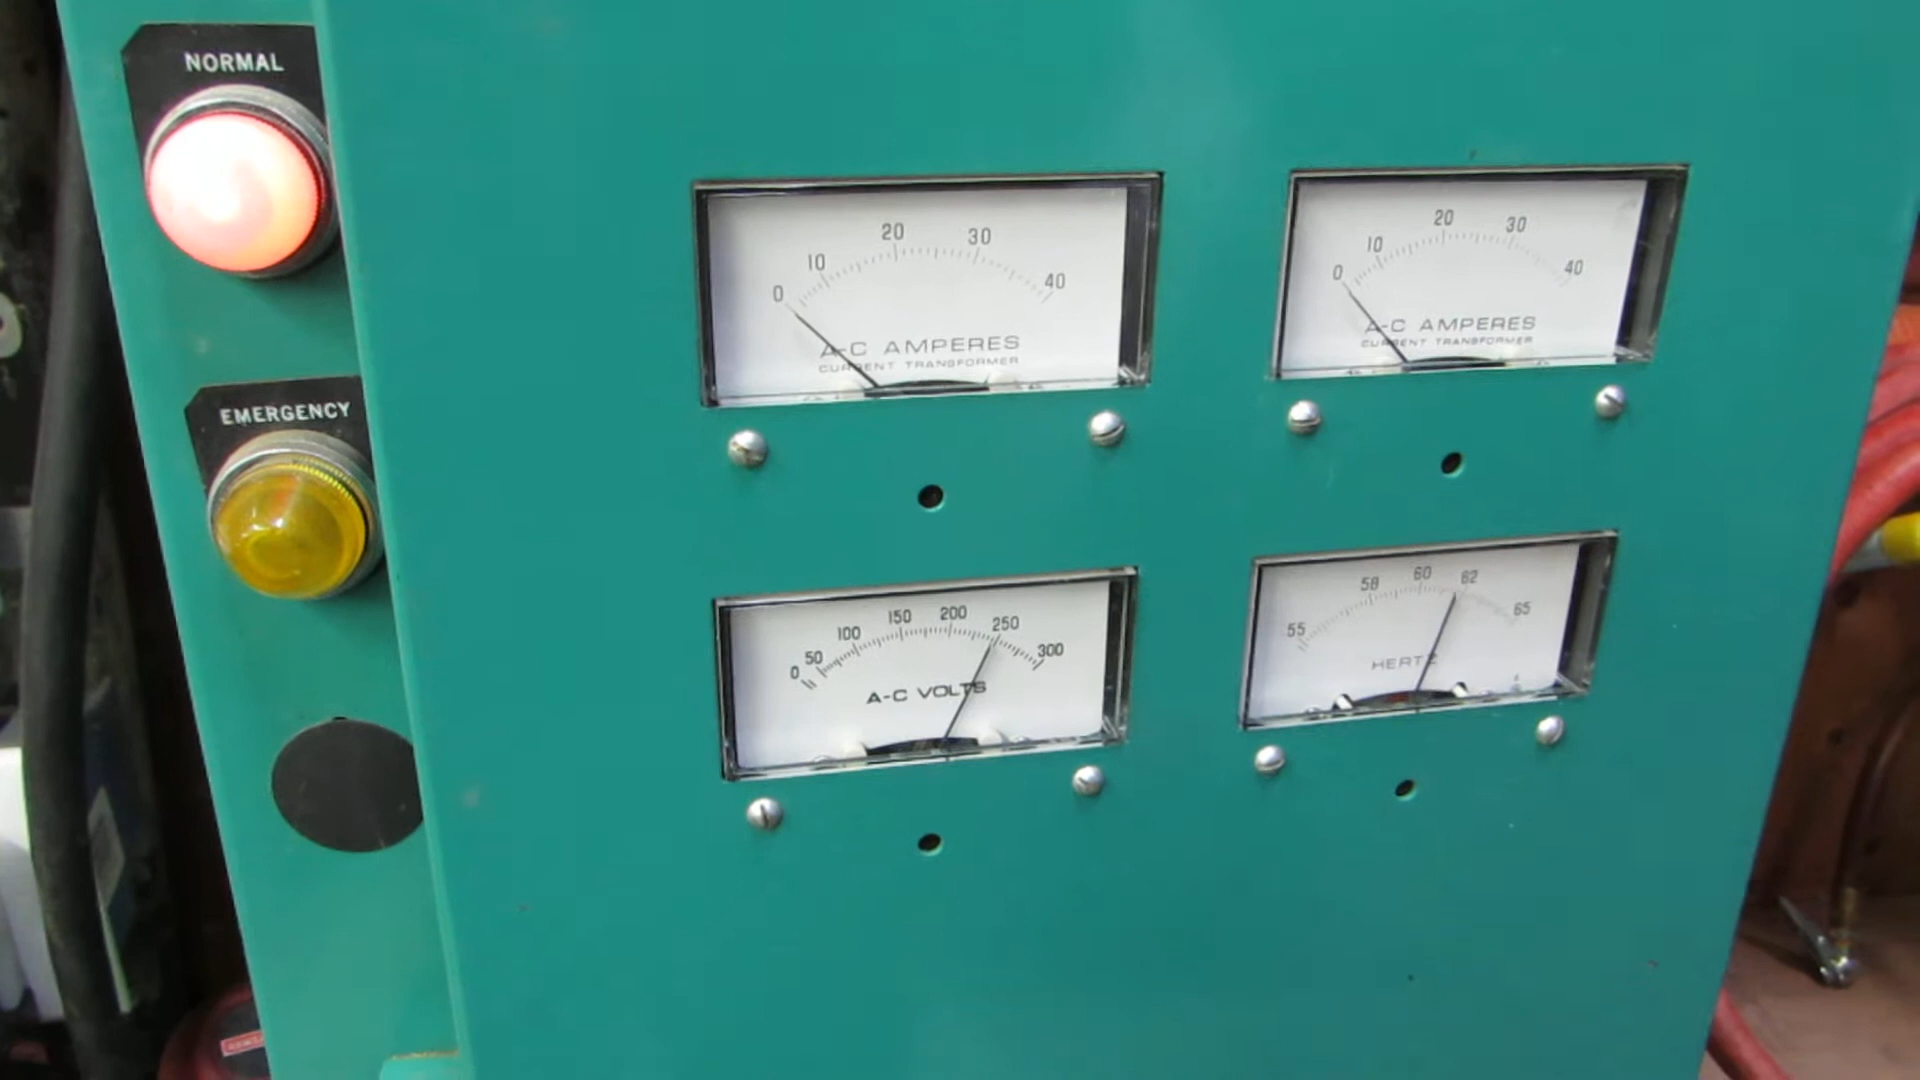 NORMAL
EMERGENCY
0 10 20 30 40
A-C AMPERES
CURRENT TRANSFORMER
0 10 20 30 40
A-C AMPERES
CURRENT TRANSFORMER
0 50 100 150 200 250 300
A-C VOLTS
55 58 60 62 65
HERTZ